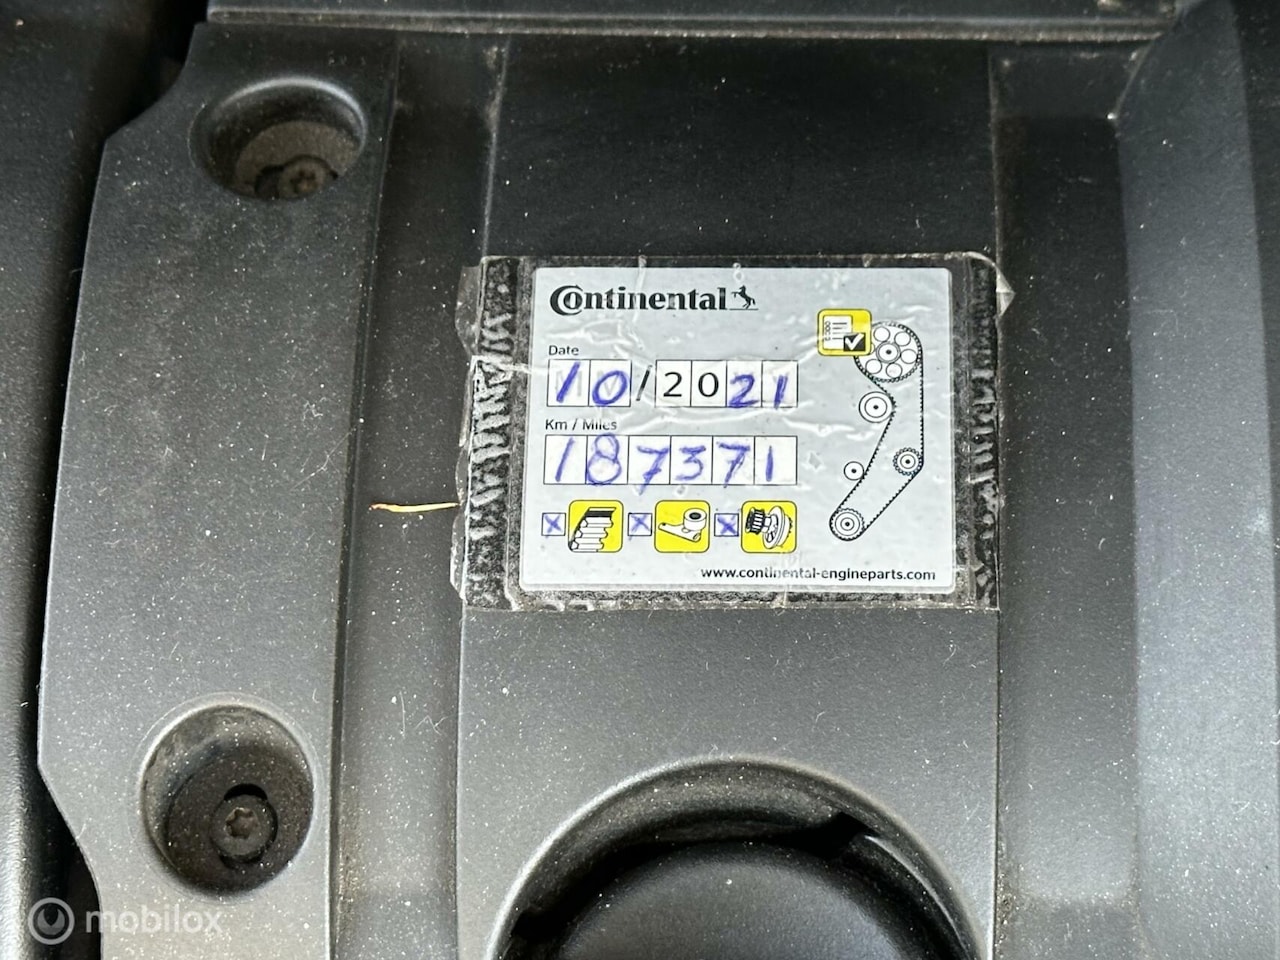 Continental
Date
10/2021
Km / Miles
187371
www.continental-engineparts.com
mobilox